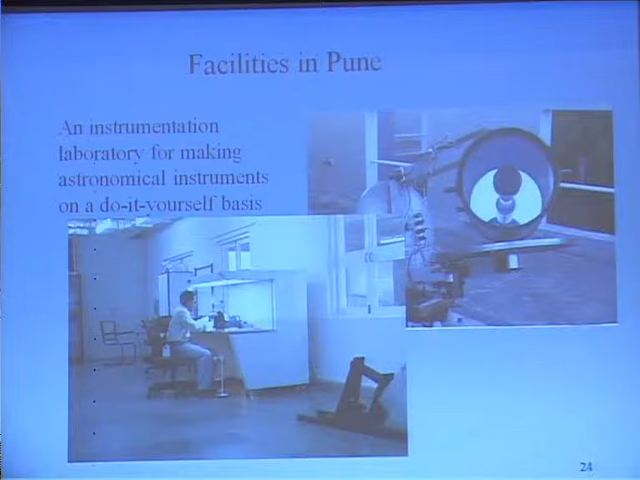 Facilities in Pune
An instrumentation
laboratory for making
astronomical instruments
on a do-it-yourself basis
24